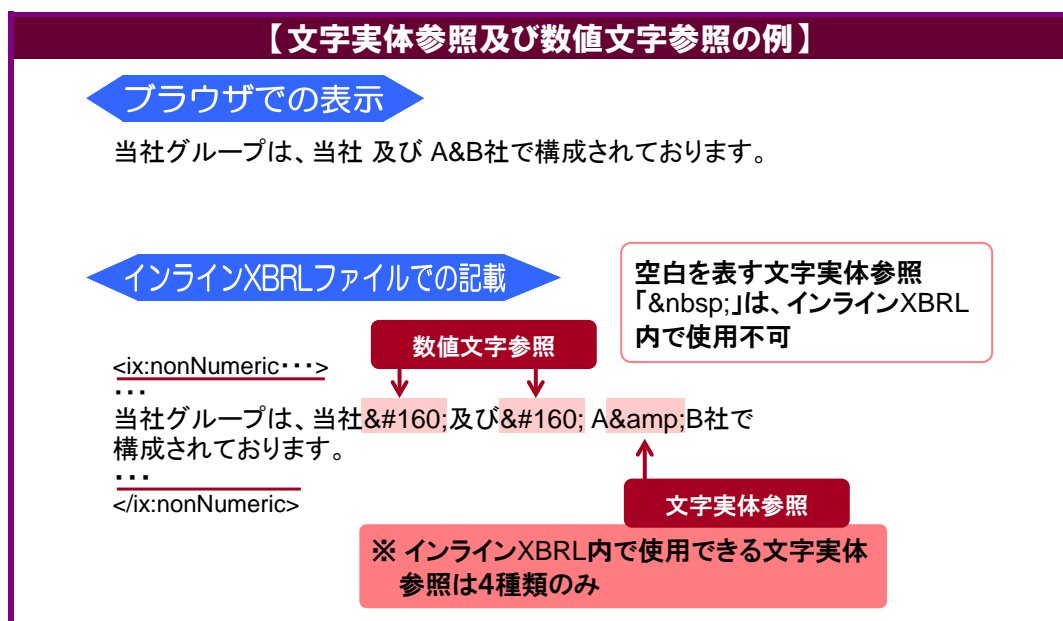 【文字実体参照及び数値文字参照の例】
ブラウザでの表示
当社グループは、当社 及び A&B社で構成されております。
インラインXBRLファイルでの記載
空白を表す文字実体参照
「&nbsp;」は、インラインXBRL
内で使用不可
数値文字参照
<ix:nonNumeric･･･>
･･･
当社グループは、当社&#160;及び&#160; A&amp;B社で
構成されております。
･･･
</ix:nonNumeric>
文字実体参照
※ インラインXBRL内で使用できる文字実体
参照は4種類のみ